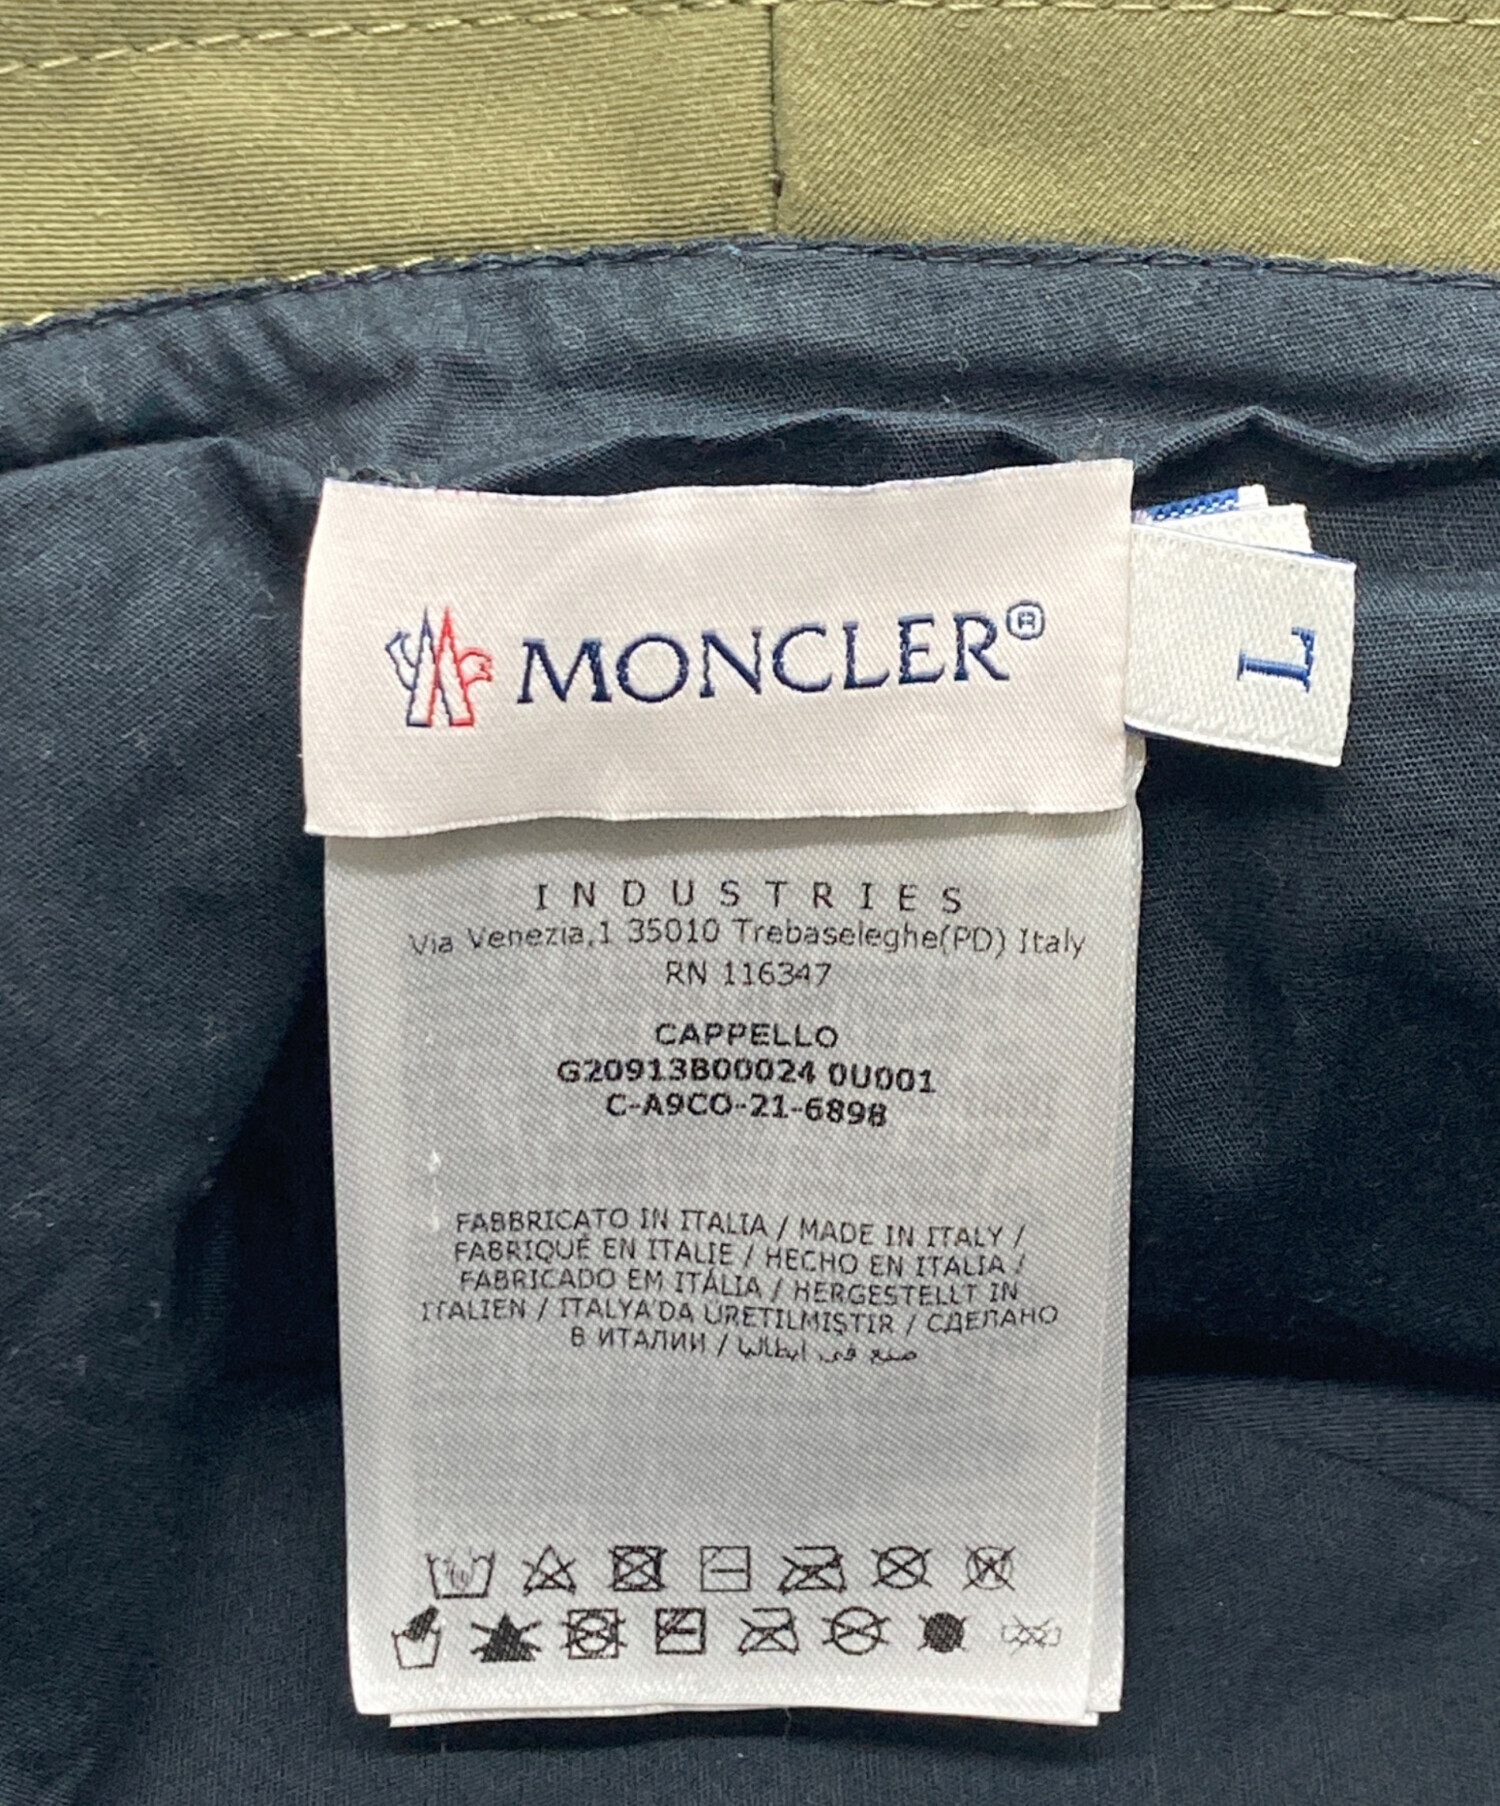 MONCLER®
L
INDUSTRIES
Via Venezia,1 35010 Trebaseleghe(PD) Italy
RN 116347
CAPPELLO
G20913B00024 0U001
C-A9CO-21-6898
FABBRICATO IN ITALIA / MADE IN ITALY /
FABRIQUÉ EN ITALIE / HECHO EN ITALIA /
FABRICADO EM ITÁLIA / HERGESTELLT IN
ITALIEN / ITALYA'DA ÜRETILMIŞTIR / СДЕЛАНО
В ИТАЛИИ / صنع في ايطاليا